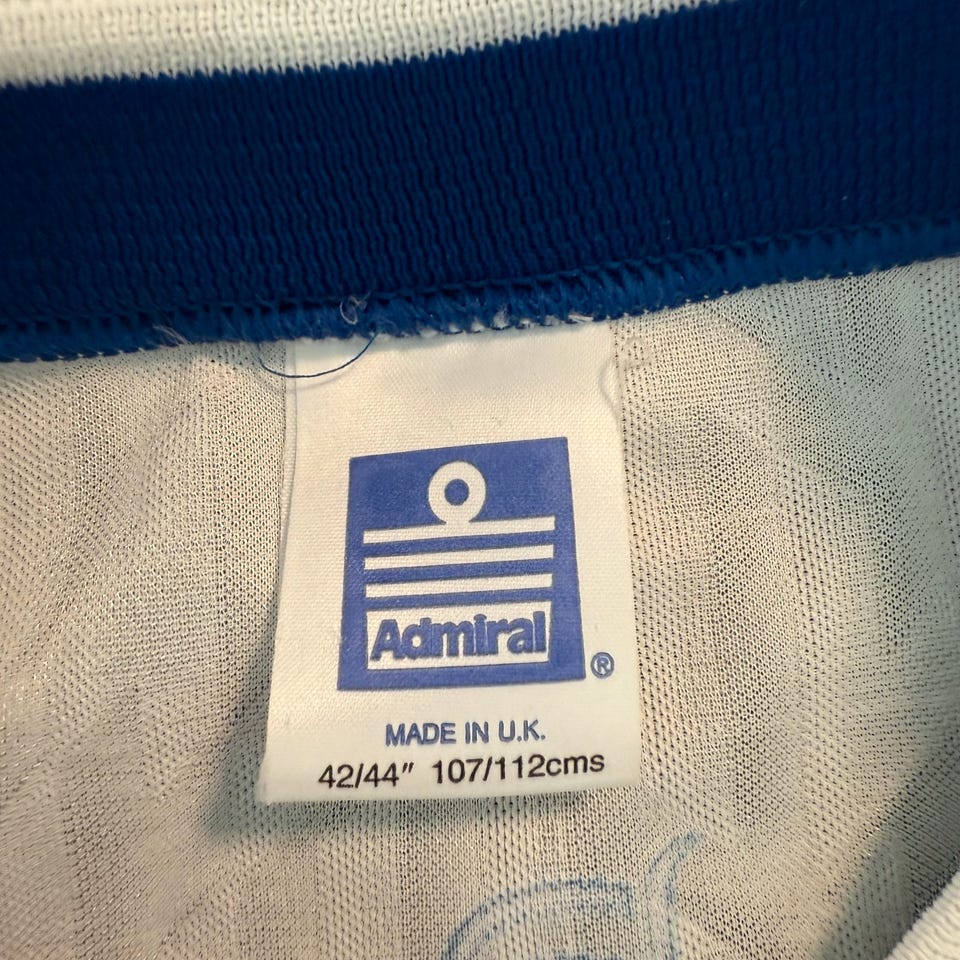 Admiral
®
MADE IN U.K.
42/44" 107/112cms